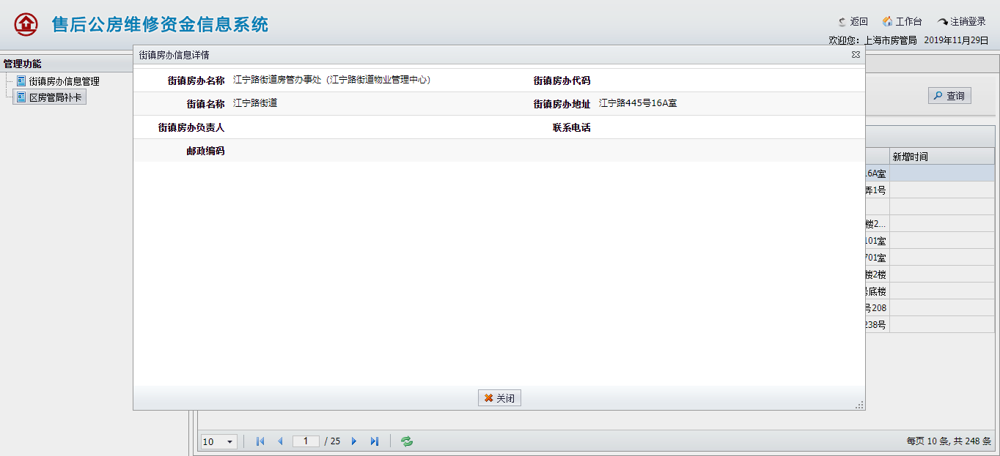 售后公房维修资金信息系统
返回 工作台 注销登录
欢迎您: 上海市房管局 2019年11月29日
管理功能
街镇房办信息管理
区房管局补卡
街镇房办信息详情
街镇房办名称 江宁路街道房管办事处（江宁路街道物业管理中心） 街镇房办代码
街镇名称 江宁路街道 街镇房办地址 江宁路445号16A室
街镇房办负责人 联系电话
邮政编码
关闭
查询
新增时间
16A室
弄1号
楼2...
101室
701室
楼2楼
号底楼
号208
238号
10 1 / 25 每页 10 条, 共 248 条